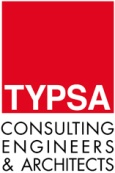 TYPSA
CONSULTING
ENGINEERS
& ARCHITECTS